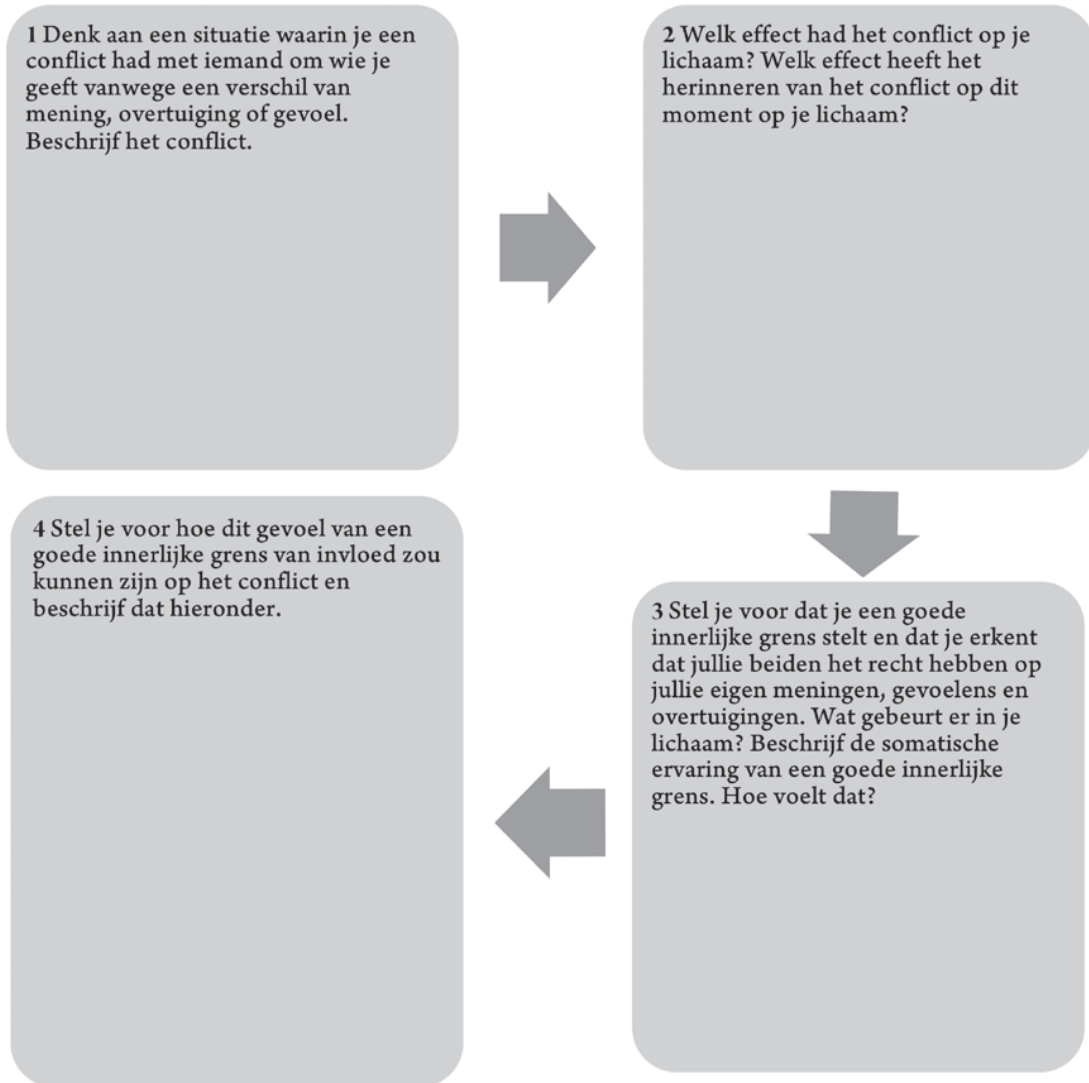 1 Denk aan een situatie waarin je een
conflict had met iemand om wie je
geeft vanwege een verschil van
mening, overtuiging of gevoel.
Beschrijf het conflict.
2 Welk effect had het conflict op je
lichaam? Welk effect heeft het
herinneren van het conflict op dit
moment op je lichaam?
3 Stel je voor dat je een goede
innerlijke grens stelt en dat je erkent
dat jullie beiden het recht hebben op
jullie eigen meningen, gevoelens en
overtuigingen. Wat gebeurt er in je
lichaam? Beschrijf de somatische
ervaring van een goede innerlijke
grens. Hoe voelt dat?
4 Stel je voor hoe dit gevoel van een
goede innerlijke grens van invloed zou
kunnen zijn op het conflict en
beschrijf dat hieronder.